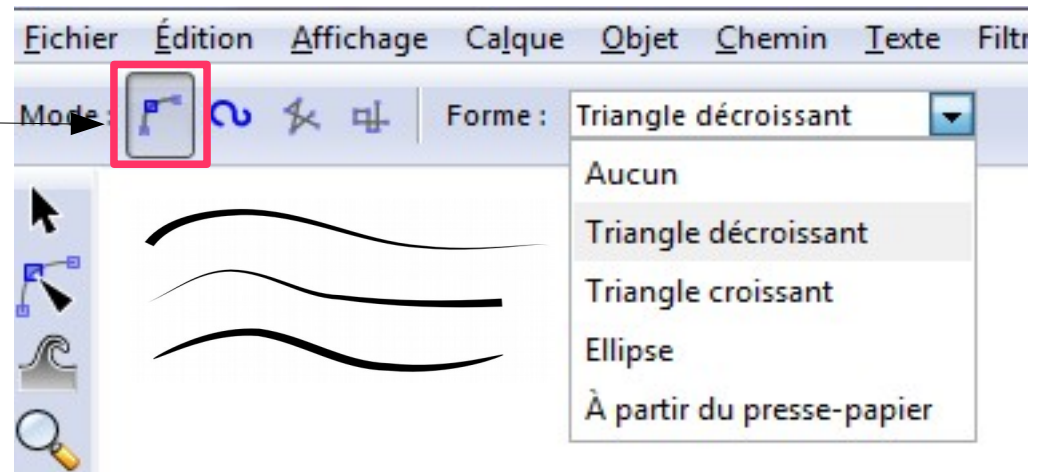 Fichier Édition Affichage Calque Objet Chemin Texte Filtr
Mode : Forme : Triangle décroissant
Aucun
Triangle décroissant
Triangle croissant
Ellipse
À partir du presse-papier